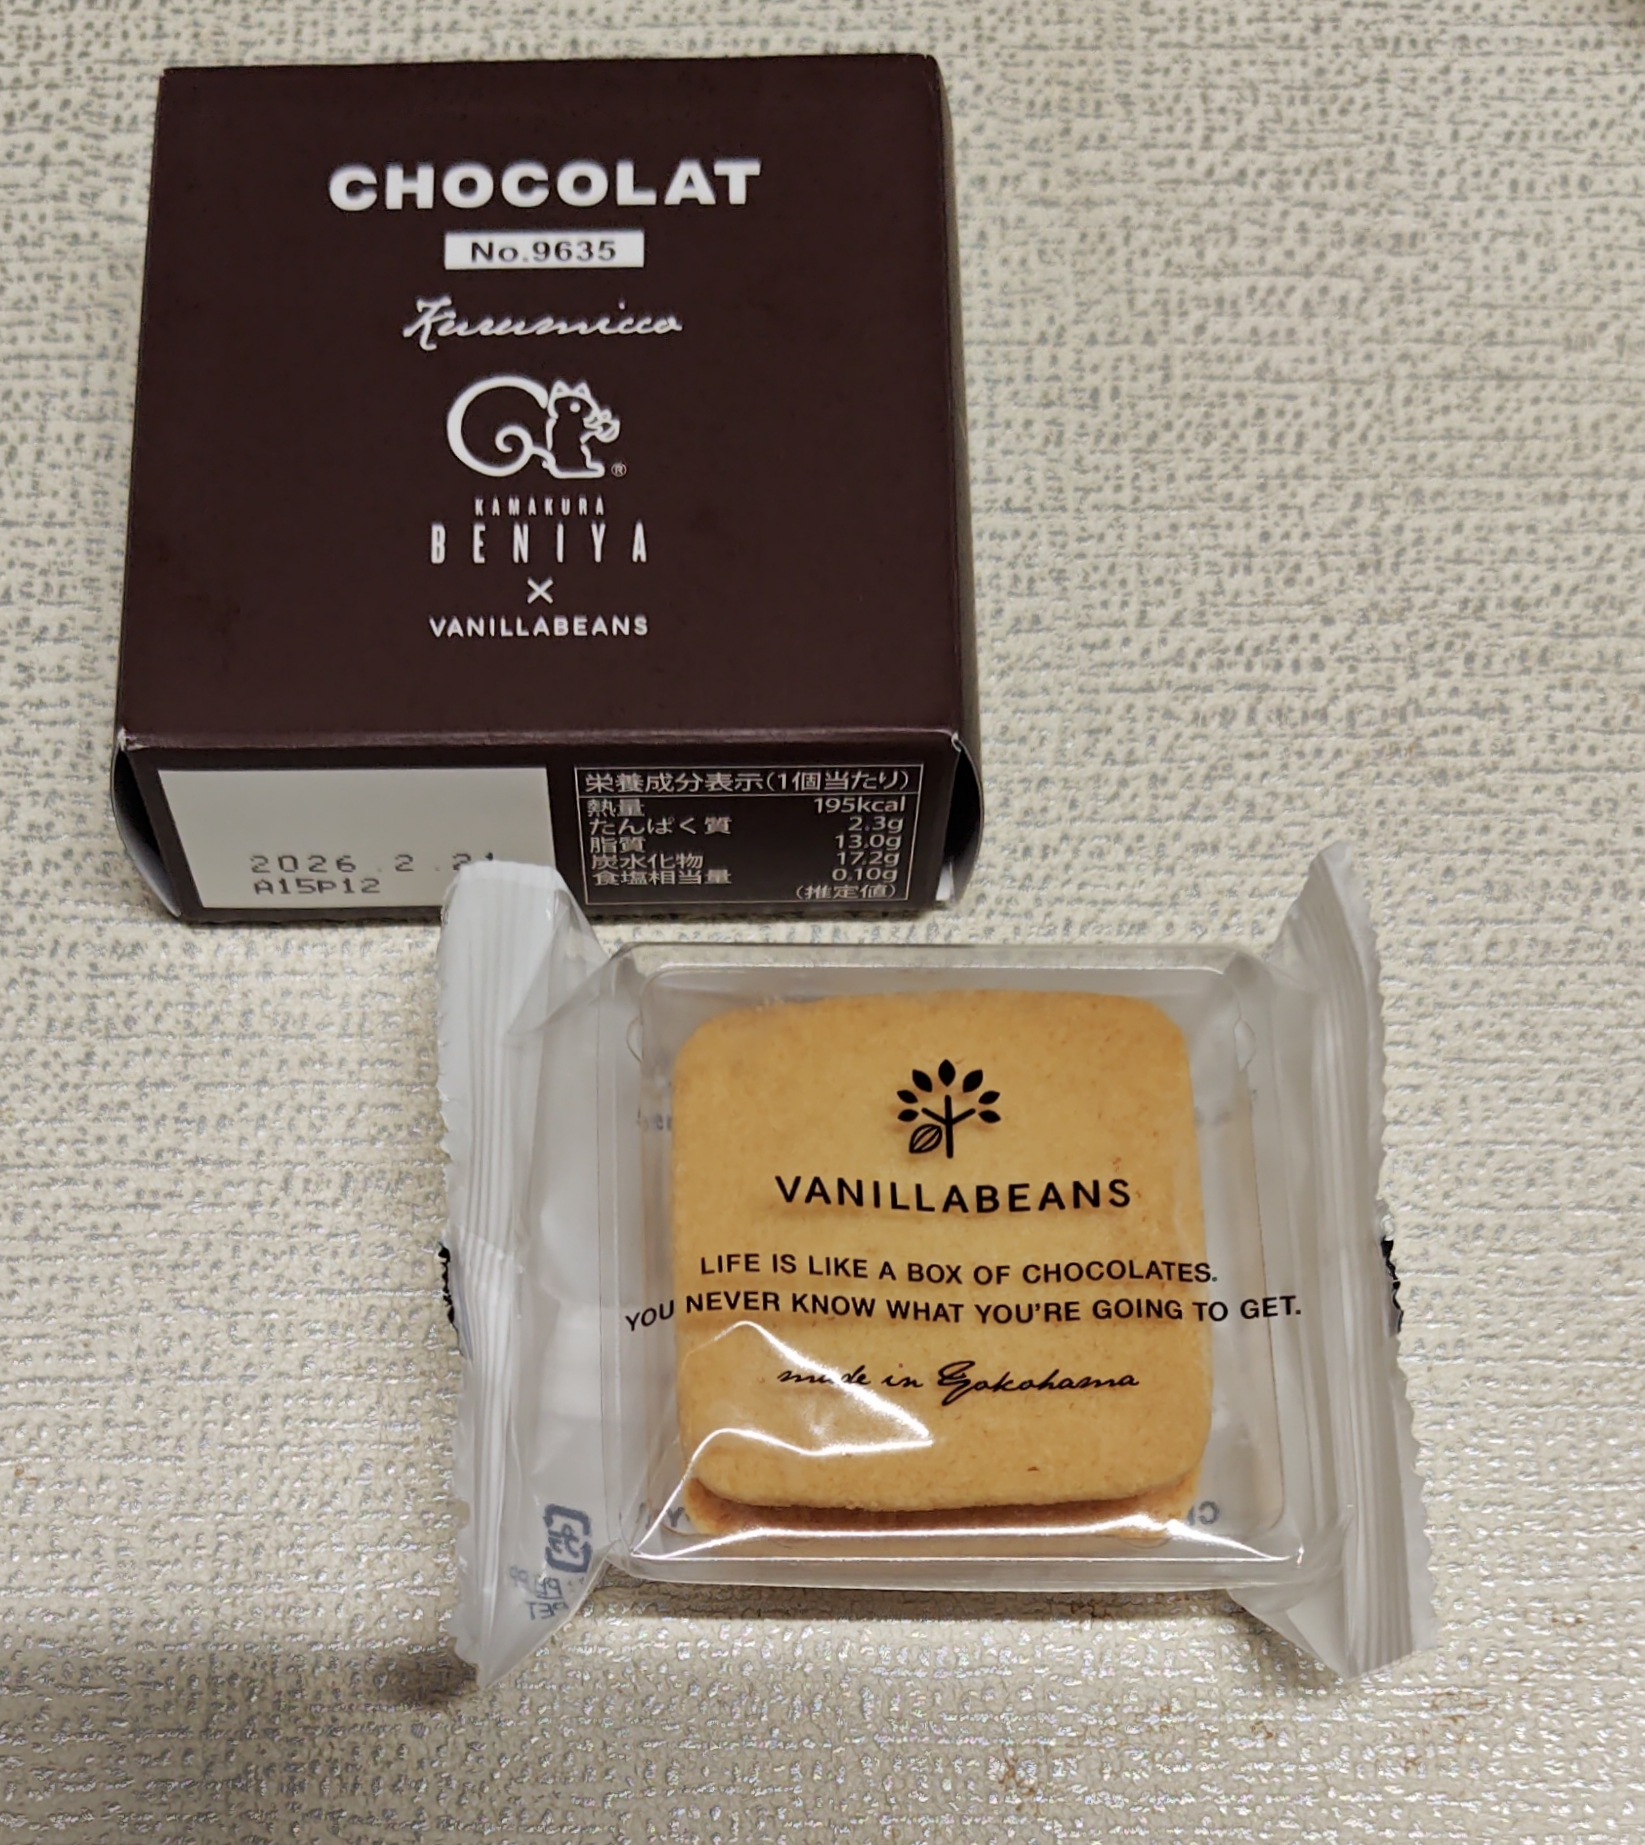 CHOCOLAT
No.9635
Kurumicco
®
KAMAKURA
BENIYA
×
VANILLABEANS
2026.2.21
A15P12
栄養成分表示(1個当たり)
熱量 195kcal
たんぱく質 2.3g
脂質 13.0g
炭水化物 17.2g
食塩相当量 0.10g
(推定値)
VANILLABEANS
LIFE IS LIKE A BOX OF CHOCOLATES.
YOU NEVER KNOW WHAT YOU'RE GOING TO GET.
made in Yokohama